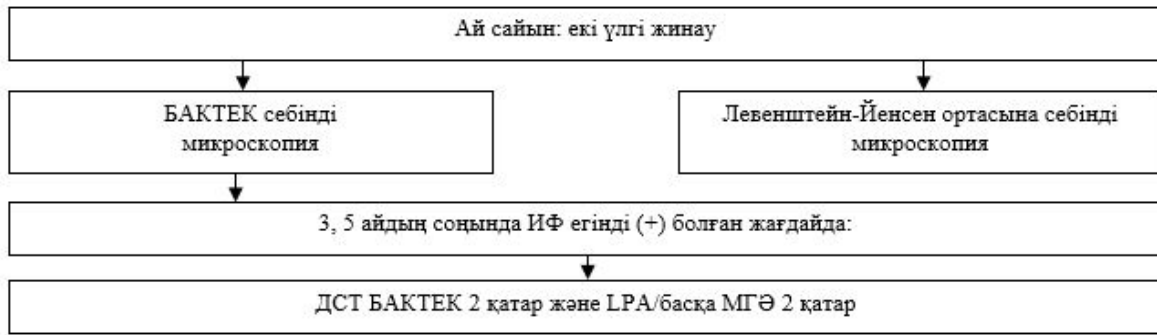 Ай сайын: екі үлгі жинау
БАКТЕК себінді
микроскопия
Левенштейн-Йенсен ортасына себінді
микроскопия
3, 5 айдың соңында ИФ егінді (+) болған жағдайда:
ДСТ БАКТЕК 2 қатар және LPA/басқа МГӘ 2 қатар